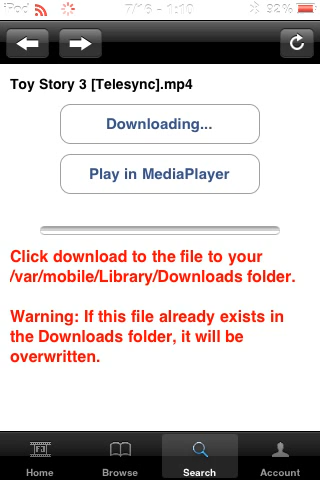 iPod 7/16 - 1:10 92%
Toy Story 3 [Telesync].mp4
Downloading...
Play in MediaPlayer
Click download to the file to your
/var/mobile/Library/Downloads folder.
Warning: If this file already exists in
the Downloads folder, it will be
overwritten.
Home Browse Search Account